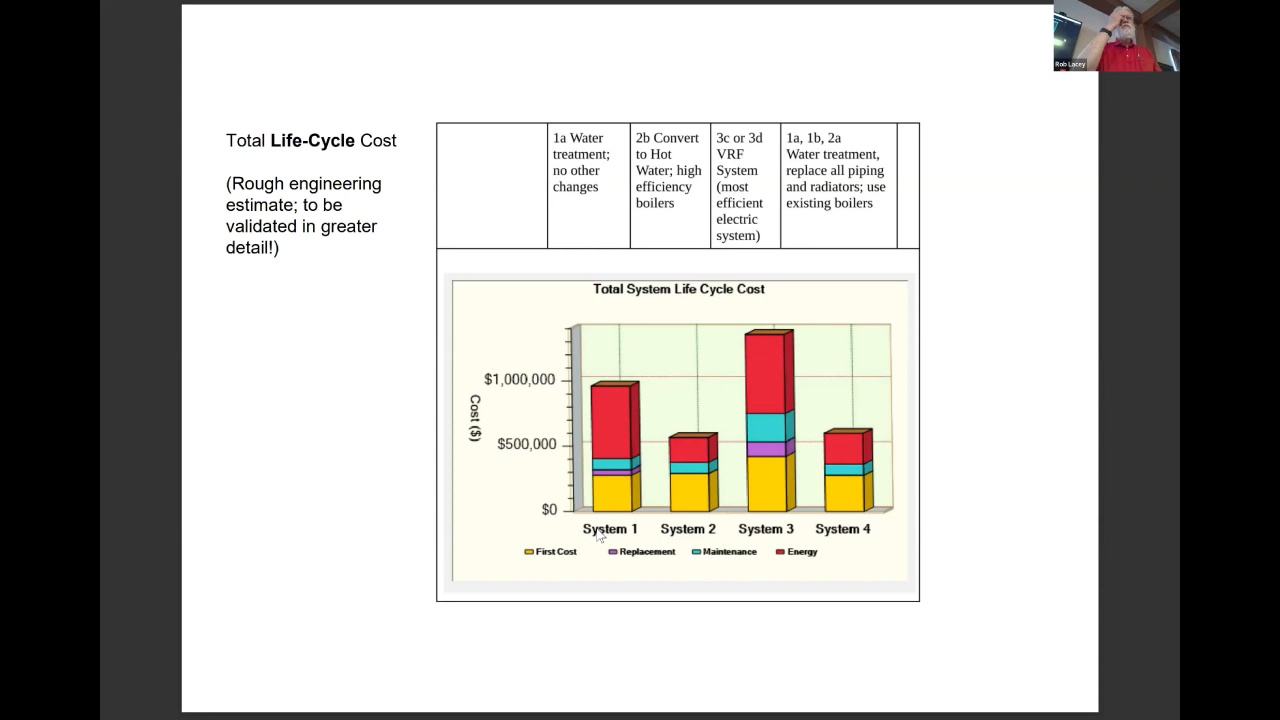 Rob Lacey
Total Life-Cycle Cost
(Rough engineering
estimate; to be
validated in greater
detail!)
1a Water
treatment;
no other
changes
2b Convert
to Hot
Water; high
efficiency
boilers
3c or 3d
VRF
System
(most
efficient
electric
system)
1a, 1b, 2a
Water treatment,
replace all piping
and radiators; use
existing boilers
Total System Life Cycle Cost
Cost ($)
$1,000,000
$500,000
$0
System 1 System 2 System 3 System 4
First Cost Replacement Maintenance Energy